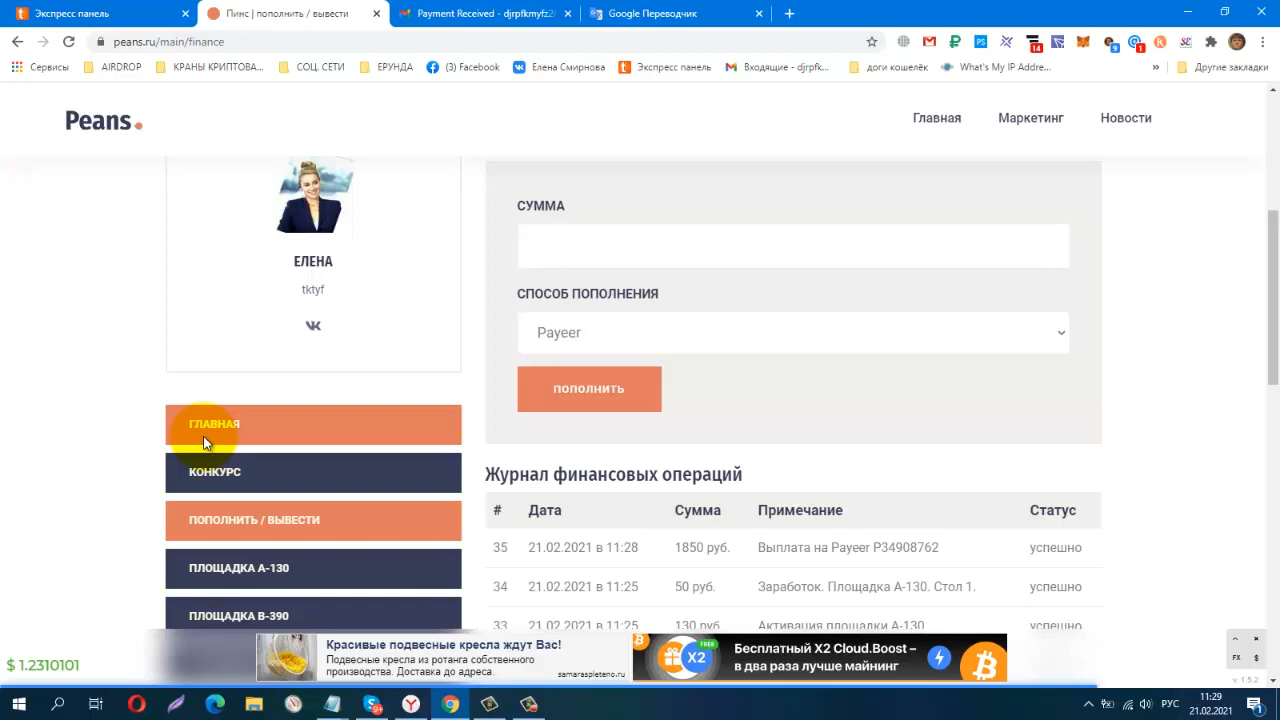 Экспресс панель
Пинс | пополнить / вывести
Payment Received - djrpfkmyfz2
Google Переводчик
peans.ru/main/finance
14
9
1
Сервисы
AIRDROP
КРАНЫ КРИПТОВА...
СОЦ. СЕТИ
ЕРУНДА
(3) Facebook
Елена Смирнова
Экспресс панель
Входящие - djrpfk...
доги кошелёк
What's My IP Addre...
»
Другие закладки
Peans.
Главная
Маркетинг
Новости
ЕЛЕНА
tktyf
СУММА
СПОСОБ ПОПОЛНЕНИЯ
Payeer
ПОПОЛНИТЬ
ГЛАВНАЯ
КОНКУРС
ПОПОЛНИТЬ / ВЫВЕСТИ
ПЛОЩАДКА A-130
ПЛОЩАДКА B-390
Журнал финансовых операций
# Дата Сумма Примечание Статус
35 21.02.2021 в 11:28 1850 руб. Выплата на Payeer P34908762 успешно
34 21.02.2021 в 11:25 50 руб. Заработок. Площадка A-130. Стол 1. успешно
33 21.02.2021 в 11:25 130 руб. Активация площадки A-130 успешно
Красивые подвесные кресла ждут Вас!
Подвесные кресла из ротанга собственного
производства. Доставка до адреса.
samaraspleteno.ru
FREE
X2
Бесплатный X2 Cloud.Boost –
в два раза лучше майнинг
$ 1.2310101
FX $
ч. 1.5.2
РУС
11:29
21.02.2021